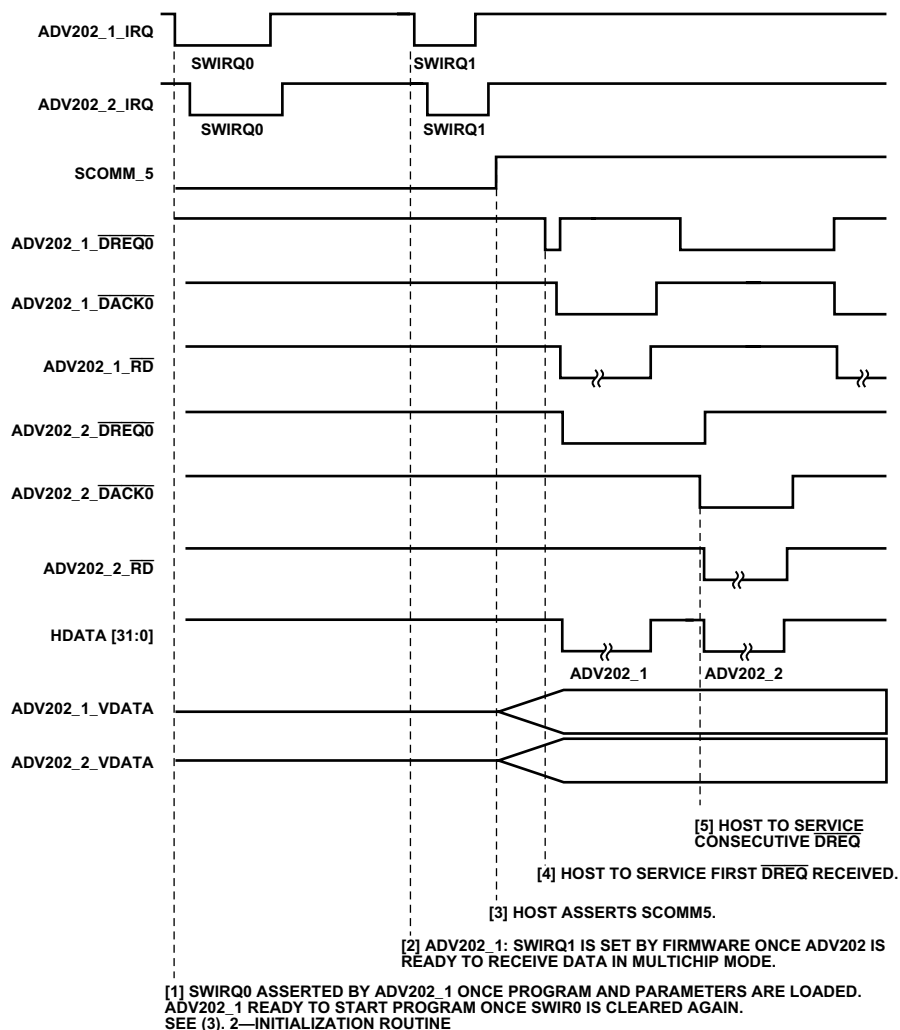 ADV202_1_IRQ
SWIRQ0 SWIRQ1
ADV202_2_IRQ
SWIRQ0 SWIRQ1
SCOMM_5
ADV202_1_DREQ0
ADV202_1_DACK0
ADV202_1_RD
ADV202_2_DREQ0
ADV202_2_DACK0
ADV202_2_RD
HDATA [31:0]
ADV202_1 ADV202_2
ADV202_1_VDATA
ADV202_2_VDATA
[5] HOST TO SERVICE
CONSECUTIVE DREQ
[4] HOST TO SERVICE FIRST DREQ RECEIVED.
[3] HOST ASSERTS SCOMM5.
[2] ADV202_1: SWIRQ1 IS SET BY FIRMWARE ONCE ADV202 IS
READY TO RECEIVE DATA IN MULTICHIP MODE.
[1] SWIRQ0 ASSERTED BY ADV202_1 ONCE PROGRAM AND PARAMETERS ARE LOADED.
ADV202_1 READY TO START PROGRAM ONCE SWIR0 IS CLEARED AGAIN.
SEE (3). 2—INITIALIZATION ROUTINE